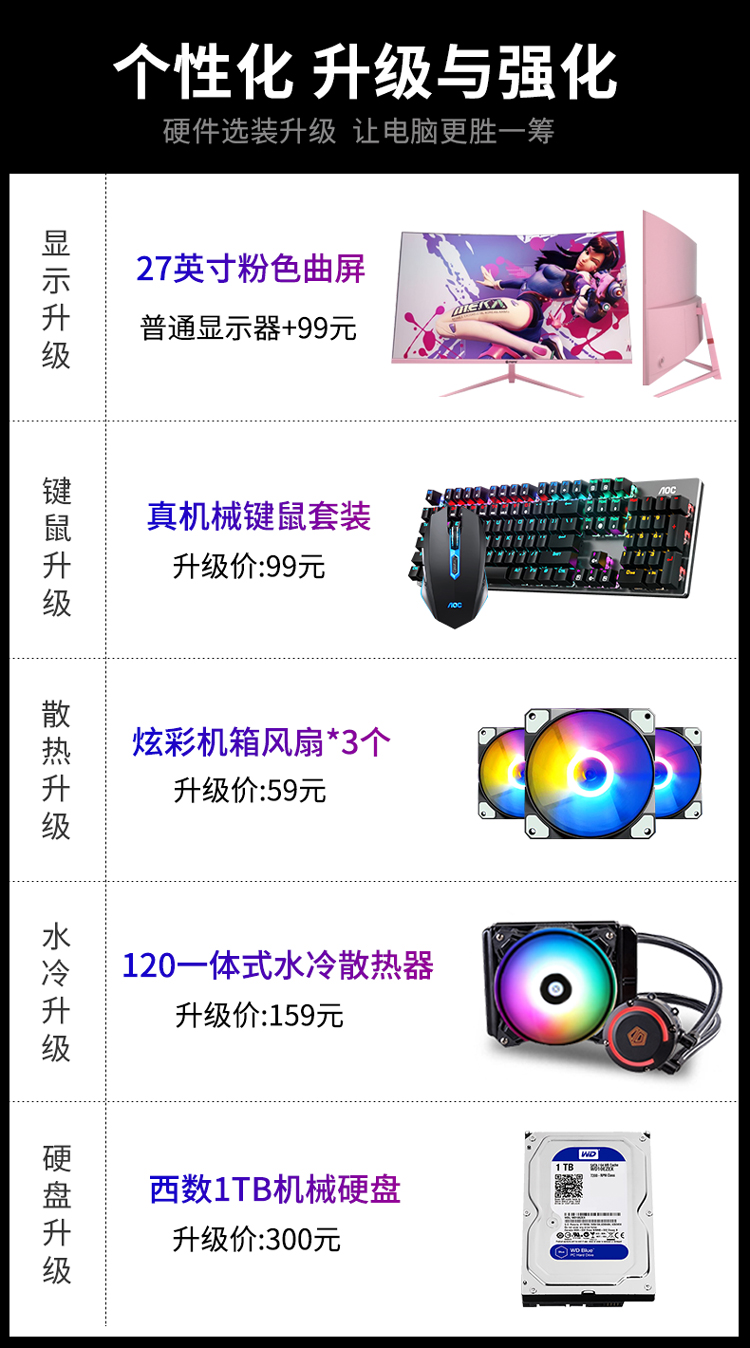 个性化 升级与强化
硬件选装升级 让电脑更胜一筹
显示升级
27英寸粉色曲屏
普通显示器+99元
MEKA
键鼠升级
真机械键鼠套装
升级价:99元
AOC
AOC
散热升级
炫彩机箱风扇*3个
升级价:59元
水冷升级
120一体式水冷散热器
升级价:159元
硬盘升级
西数1TB机械硬盘
升级价:300元
WD
1 TB
WD10EZEX
WD Blue
PC Hard Drive